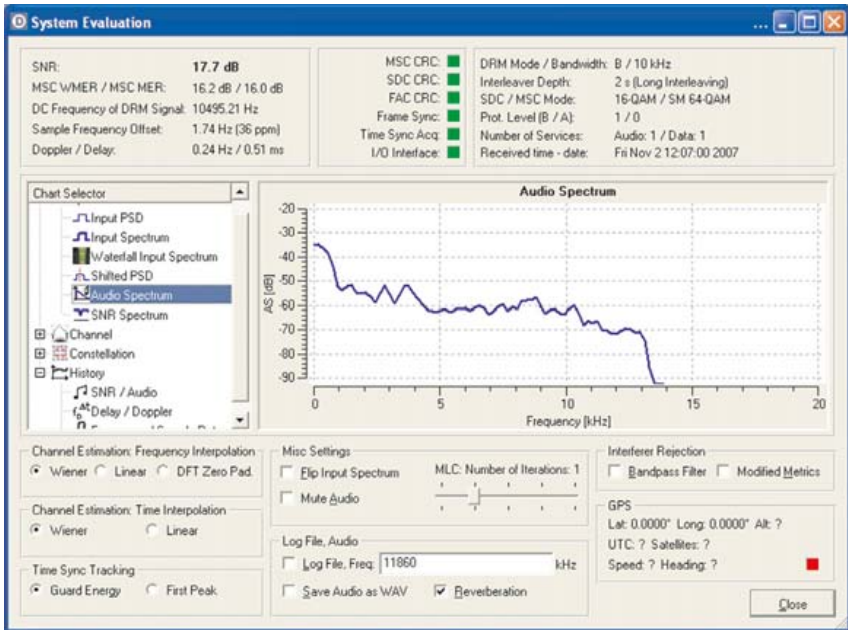 System Evaluation
SNR: 17.7 dB
MSC WMER / MSC MER: 16.2 dB / 16.0 dB
DC Frequency of DRM Signal: 10495.21 Hz
Sample Frequency Offset: 1.74 Hz (36 ppm)
Doppler / Delay: 0.24 Hz / 0.51 ms
MSC CRC:
SDC CRC:
FAC CRC:
Frame Sync:
Time Sync Acq:
I/O Interface:
DRM Mode / Bandwidth: B / 10 kHz
Interleaver Depth: 2 s (Long Interleaving)
SDC / MSC Mode: 16-QAM / SM 64-QAM
Prot. Level (B / A): 1 / 0
Number of Services: Audio: 1 / Data: 1
Received time - date: Fri Nov 2 12:07:00 2007
Chart Selector
Input PSD
Input Spectrum
Waterfall Input Spectrum
Shifted PSD
Audio Spectrum
SNR Spectrum
Channel
Constellation
History
SNR / Audio
Delay / Doppler
Audio Spectrum
AS [dB]
-20
-30
-40
-50
-60
-70
-80
-90
0 5 10 15 20
Frequency [kHz]
Channel Estimation: Frequency Interpolation
Wiener Linear DFT Zero Pad.
Channel Estimation: Time Interpolation
Wiener Linear
Time Sync Tracking
Guard Energy First Peak
Misc Settings
Flip Input Spectrum
Mute Audio
MLC: Number of Iterations: 1
Log File, Audio
Log File, Freq: 11860 kHz
Save Audio as WAV Reverberation
Interferer Rejection
Bandpass Filter Modified Metrics
GPS
Lat: 0.0000° Long: 0.0000° Alt: ?
UTC: ? Satellites: ?
Speed: ? Heading: ?
Close